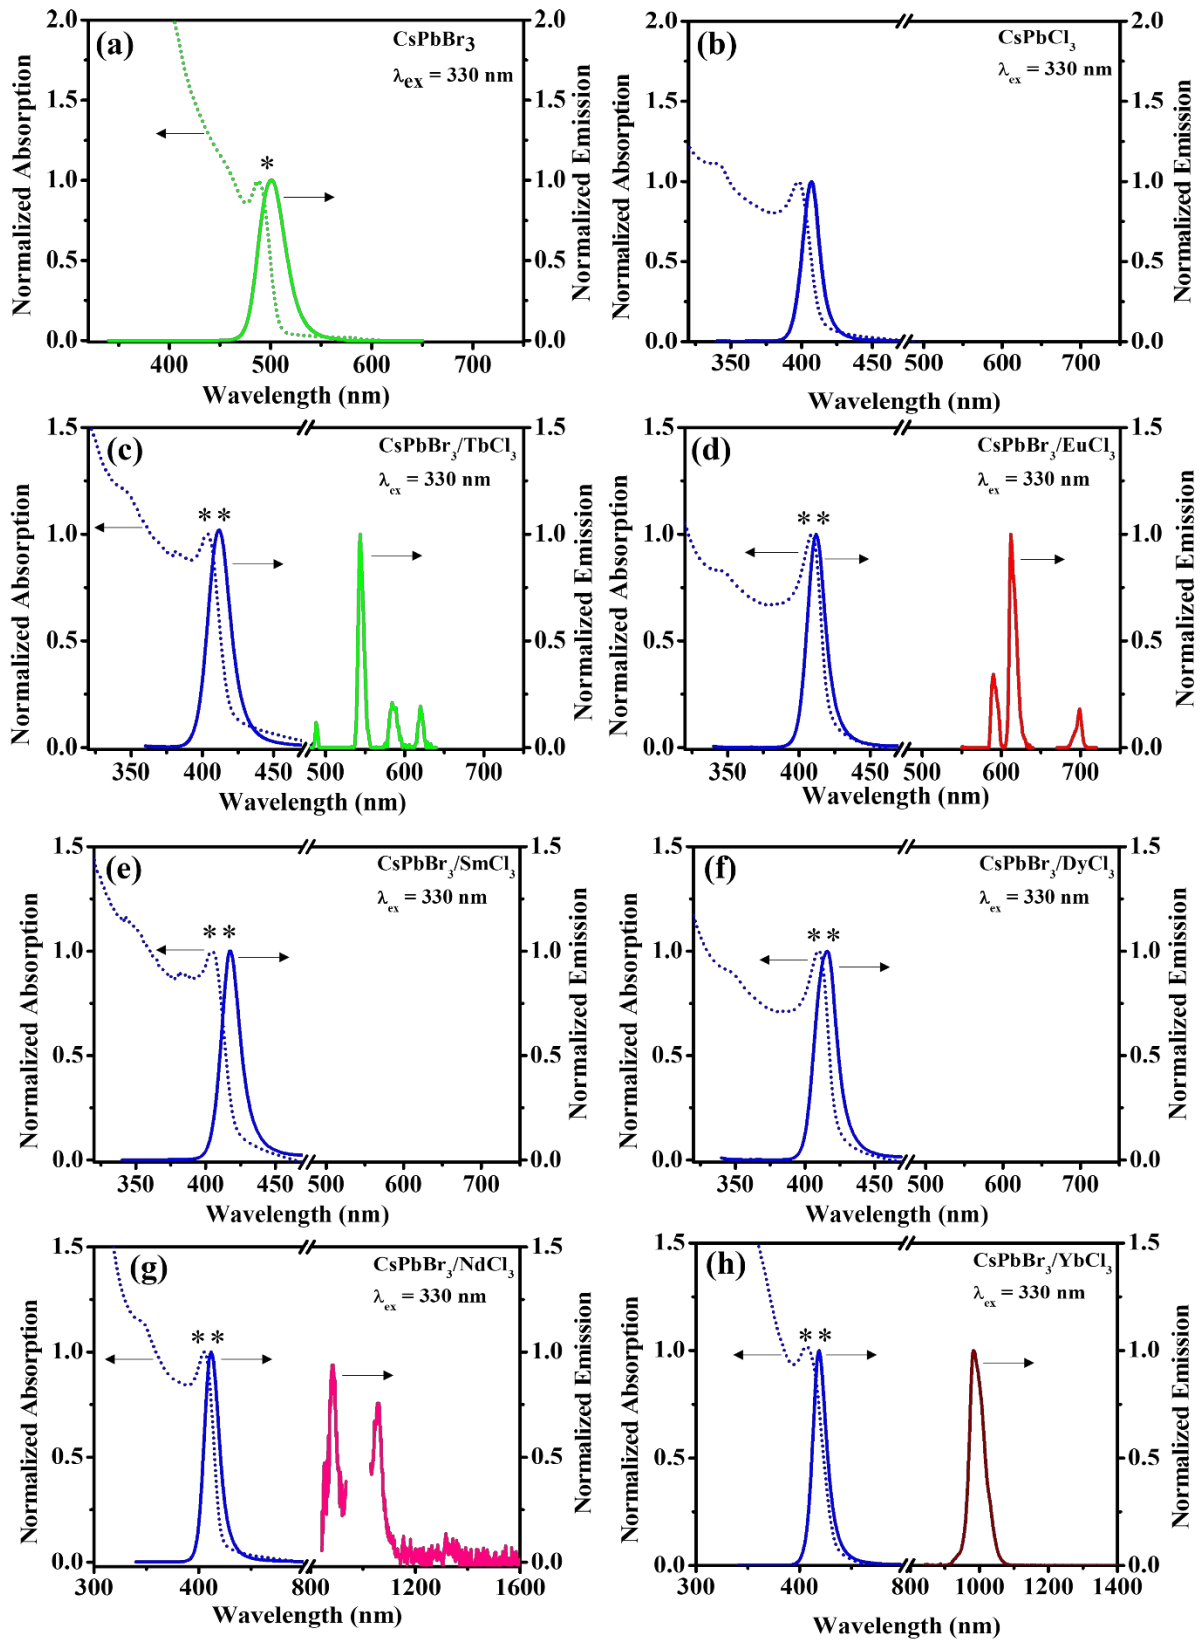 (a)
CsPbBr₃
λex = 330 nm
*
2.0
1.5
1.0
0.5
0.0
2.0
1.5
1.0
0.5
0.0
400 500 600 700
Normalized Absorption
Normalized Emission
Wavelength (nm)
(b)
CsPbCl₃
λex = 330 nm
2.0
1.5
1.0
0.5
0.0
2.0
1.5
1.0
0.5
0.0
350 400 450 500 600 700
Normalized Absorption
Normalized Emission
Wavelength (nm)
(c)
CsPbBr₃/TbCl₃
λex = 330 nm
**
1.5
1.0
0.5
0.0
1.5
1.0
0.5
0.0
350 400 450 500 600 700
Normalized Absorption
Normalized Emission
Wavelength (nm)
(d)
CsPbBr₃/EuCl₃
λex = 330 nm
**
1.5
1.0
0.5
0.0
1.5
1.0
0.5
0.0
350 400 450 500 600 700
Normalized Absorption
Normalized Emission
Wavelength (nm)
(e)
CsPbBr₃/SmCl₃
λex = 330 nm
**
1.5
1.0
0.5
0.0
1.5
1.0
0.5
0.0
350 400 450 500 600 700
Normalized Absorption
Normalized Emission
Wavelength (nm)
(f)
CsPbBr₃/DyCl₃
λex = 330 nm
**
1.5
1.0
0.5
0.0
1.5
1.0
0.5
0.0
350 400 450 500 600 700
Normalized Absorption
Normalized Emission
Wavelength (nm)
(g)
CsPbBr₃/NdCl₃
λex = 330 nm
**
1.5
1.0
0.5
0.0
1.5
1.0
0.5
0.0
300 400 800 1200 1600
Normalized Absorption
Normalized Emission
Wavelength (nm)
(h)
CsPbBr₃/YbCl₃
λex = 330 nm
**
1.5
1.0
0.5
0.0
1.5
1.0
0.5
0.0
300 400 800 1000 1200 1400
Normalized Absorption
Normalized Emission
Wavelength (nm)